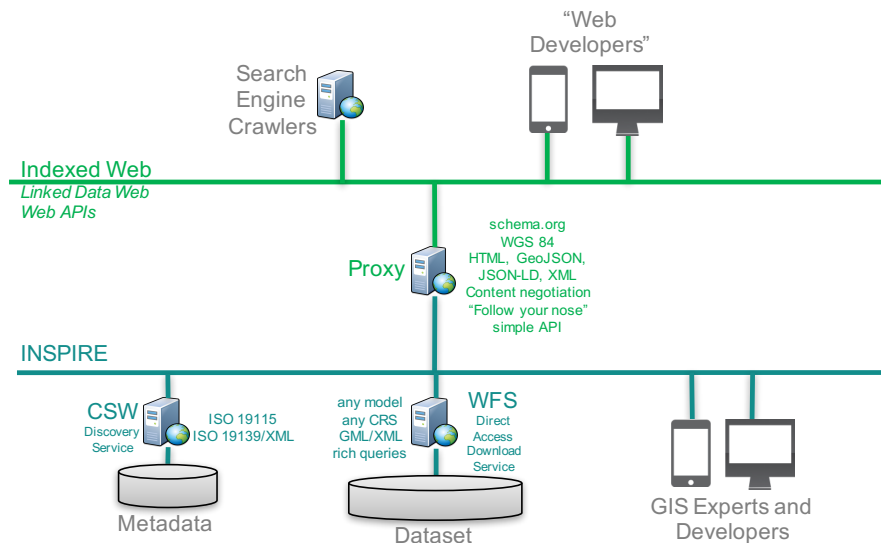 “Web
Developers”
Search
Engine
Crawlers
Indexed Web
Linked Data Web
Web APIs
Proxy
schema.org
WGS 84
HTML, GeoJSON,
JSON-LD, XML
Content negotiation
“Follow your nose”
simple API
INSPIRE
CSW
Discovery
Service
ISO 19115
ISO 19139/XML
any model
any CRS
GML/XML
rich queries
WFS
Direct
Access
Download
Service
Metadata
Dataset
GIS Experts and
Developers